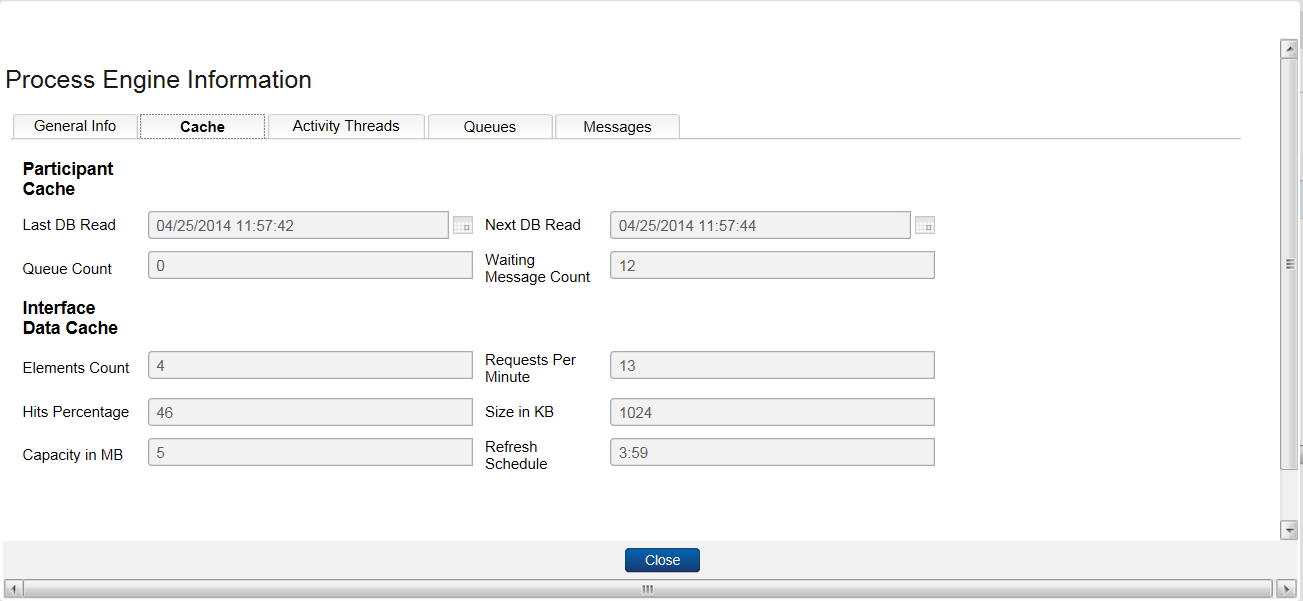 Process Engine Information
General Info Cache Activity Threads Queues Messages
Participant
Cache
Last DB Read 04/25/2014 11:57:42 Next DB Read 04/25/2014 11:57:44
Queue Count 0 Waiting
Message Count 12
Interface
Data Cache
Elements Count 4 Requests Per
Minute 13
Hits Percentage 46 Size in KB 1024
Capacity in MB 5 Refresh
Schedule 3:59
Close